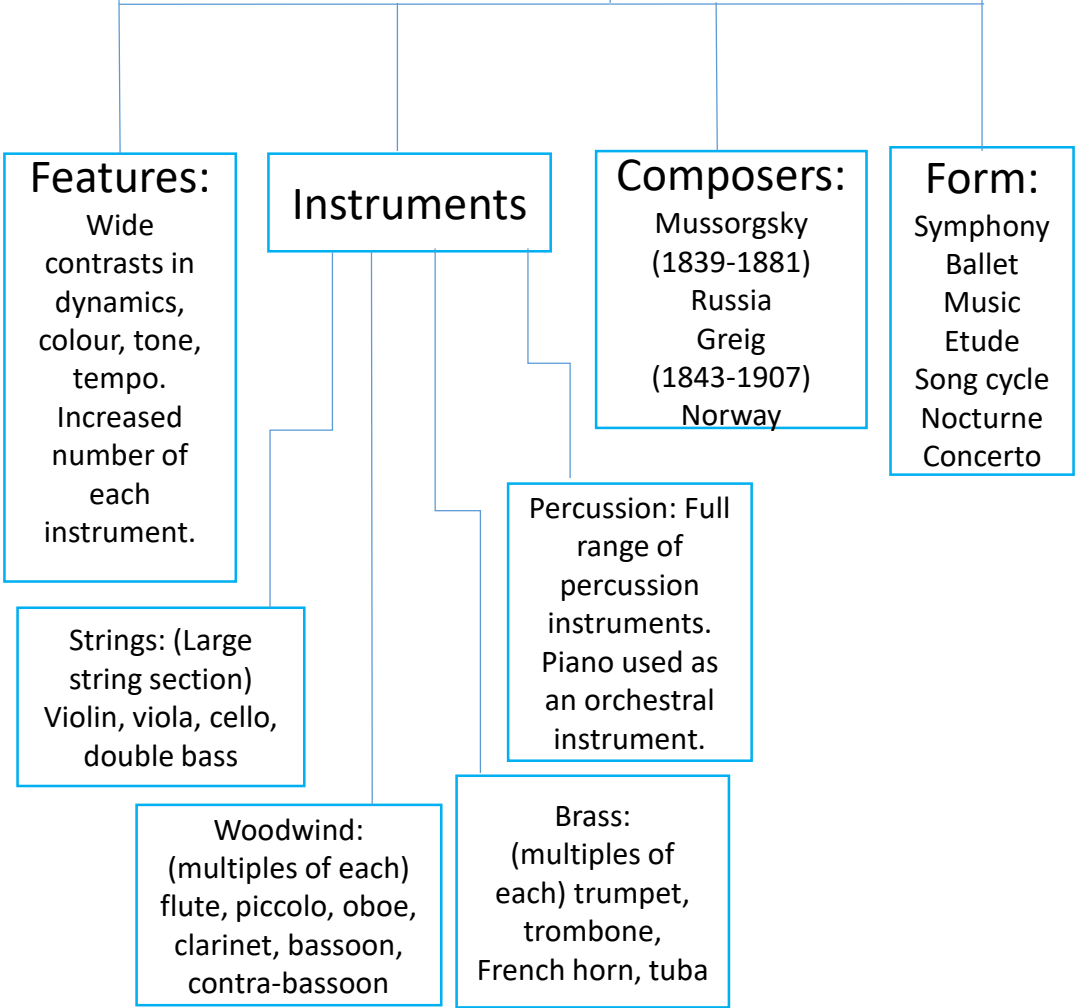 Features:
Wide
contrasts in
dynamics,
colour, tone,
tempo.
Increased
number of
each
instrument.
Instruments
Composers:
Mussorgsky
(1839-1881)
Russia
Greig
(1843-1907)
Norway
Form:
Symphony
Ballet
Music
Etude
Song cycle
Nocturne
Concerto
Strings: (Large
string section)
Violin, viola, cello,
double bass
Woodwind:
(multiples of each)
flute, piccolo, oboe,
clarinet, bassoon,
contra-bassoon
Brass:
(multiples of
each) trumpet,
trombone,
French horn, tuba
Percussion: Full
range of
percussion
instruments.
Piano used as
an orchestral
instrument.